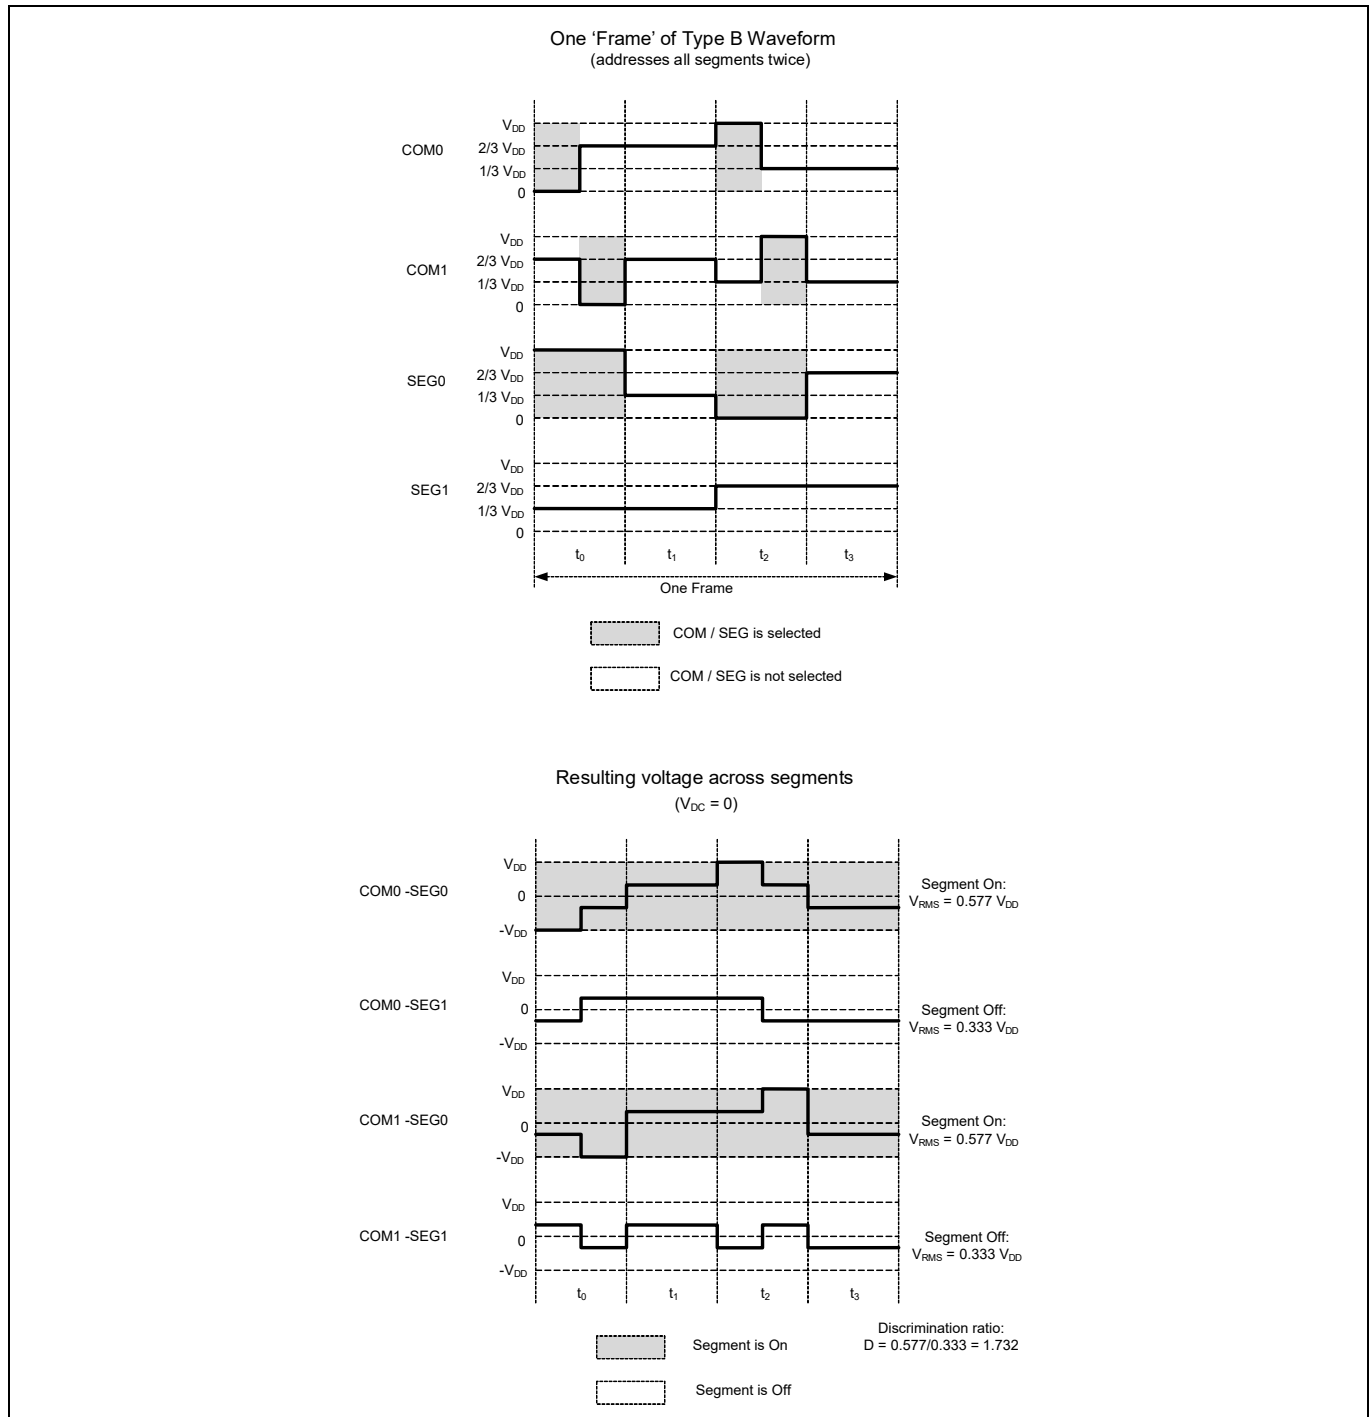 One ‘Frame’ of Type B Waveform
(addresses all segments twice)
COM0
VDD
2/3 VDD
1/3 VDD
0
COM1
VDD
2/3 VDD
1/3 VDD
0
SEG0
VDD
2/3 VDD
1/3 VDD
0
SEG1
VDD
2/3 VDD
1/3 VDD
0
t0 t1 t2 t3
One Frame
COM / SEG is selected
COM / SEG is not selected
Resulting voltage across segments
(VDC = 0)
COM0 -SEG0
VDD
0
-VDD
Segment On:
VRMS = 0.577 VDD
COM0 -SEG1
VDD
0
-VDD
Segment Off:
VRMS = 0.333 VDD
COM1 -SEG0
VDD
0
-VDD
Segment On:
VRMS = 0.577 VDD
COM1 -SEG1
VDD
0
-VDD
Segment Off:
VRMS = 0.333 VDD
t0 t1 t2 t3
Segment is On
Segment is Off
Discrimination ratio:
D = 0.577/0.333 = 1.732